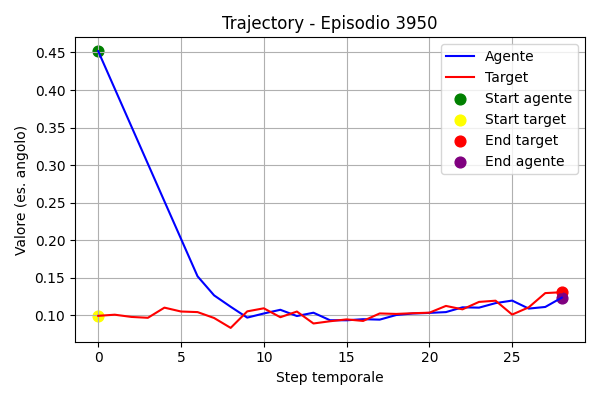 Trajectory - Episodio 3950
Valore (es. angolo)
0.45
0.40
0.35
0.30
0.25
0.20
0.15
0.10
Agente
Target
Start agente
Start target
End target
End agente
0 5 10 15 20 25
Step temporale